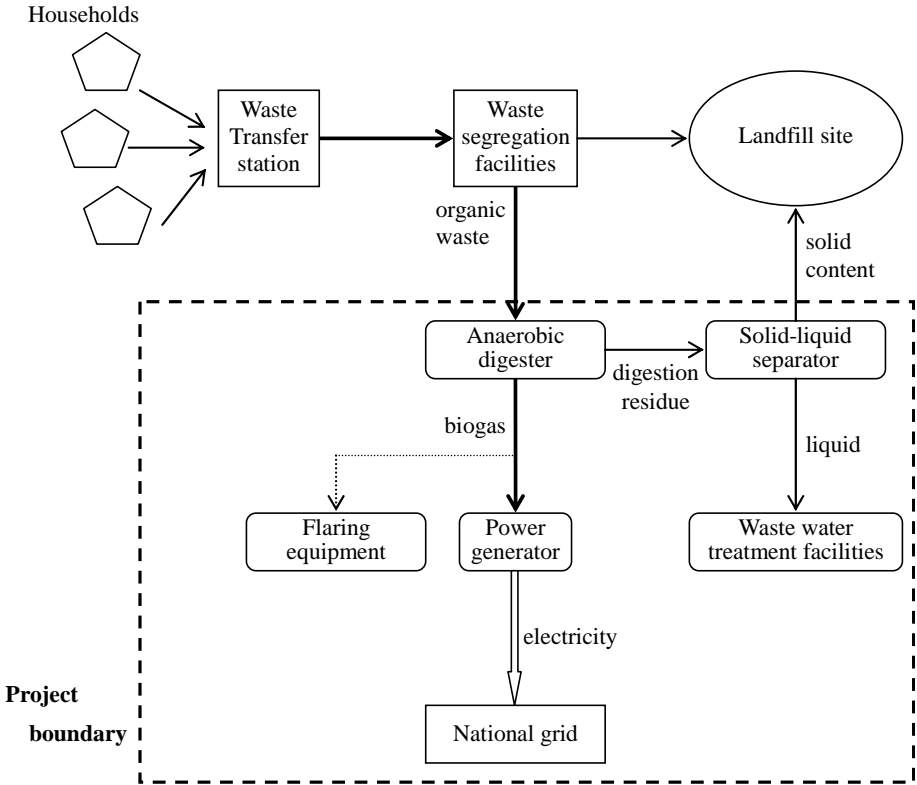 Households
Waste
Transfer
station
Waste
segregation
facilities
Landfill site
organic
waste
solid
content
Anaerobic
digester
Solid-liquid
separator
digestion
residue
biogas
liquid
Flaring
equipment
Power
generator
Waste water
treatment facilities
electricity
Project
boundary
National grid